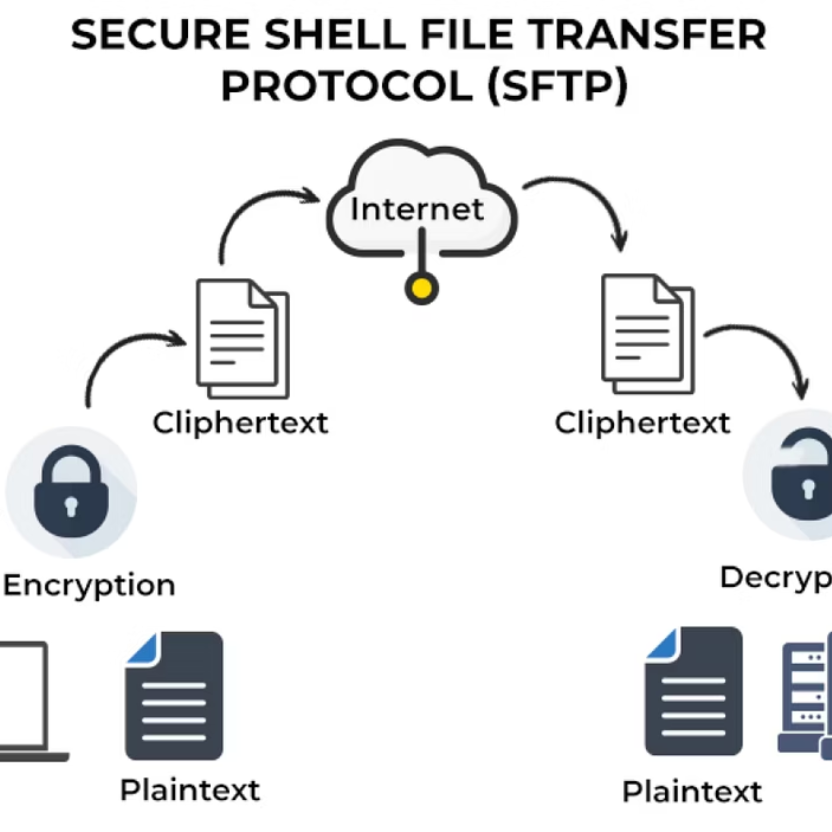 SECURE SHELL FILE TRANSFER
PROTOCOL (SFTP)
Internet
Cliphertext
Cliphertext
Encryption
Decryp
Plaintext
Plaintext